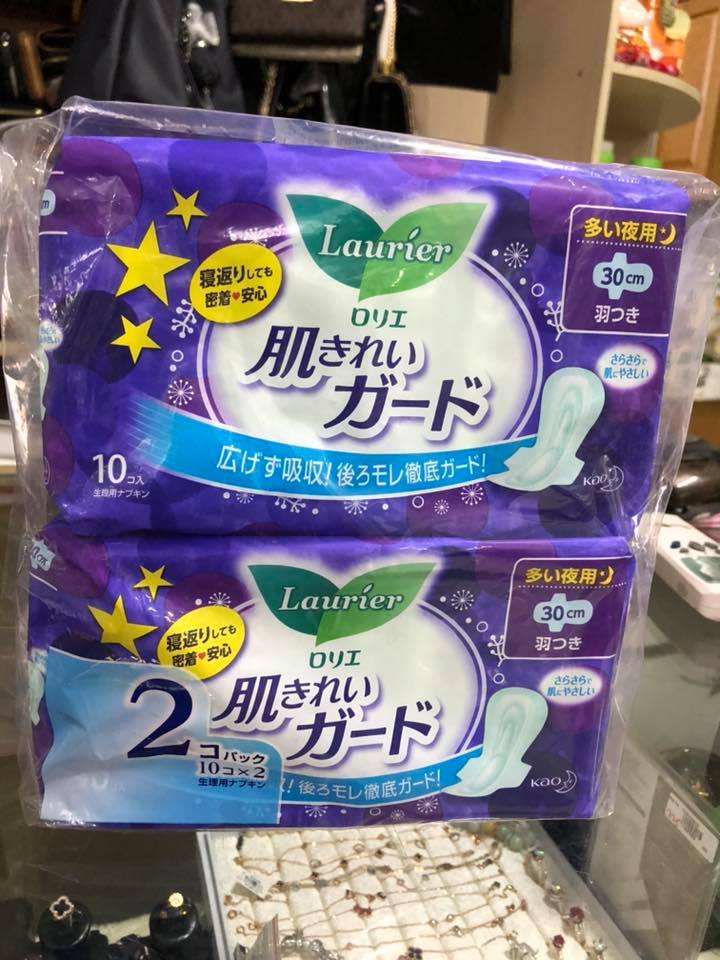 Laurier
ロリエ
肌きれい
ガード
寝返りしても
密着♥安心
多い夜用
30cm
羽つき
さらさらで
肌にやさしい
広げず吸収!後ろモレ徹底ガード!
10コ入
生理用ナプキン
Kao
Laurier
ロリエ
肌きれい
ガード
寝返りしても
密着♥安心
多い夜用
30cm
羽つき
さらさらで
肌にやさしい
2コパック
10コ×2
生理用ナプキン
!後ろモレ徹底ガード!
Kao